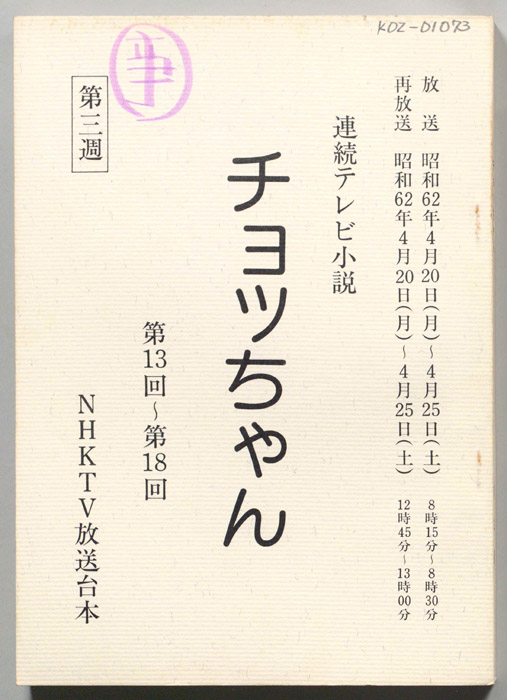 KO2-D1073
放送 昭和62年4月20日(月)～4月25日(土) 8時15分～8時30分
再放送 昭和62年4月20日(月)～4月25日(土) 12時45分～13時00分
連続テレビ小説
チョッちゃん
第13回～第18回
第三週
NHKTV放送台本